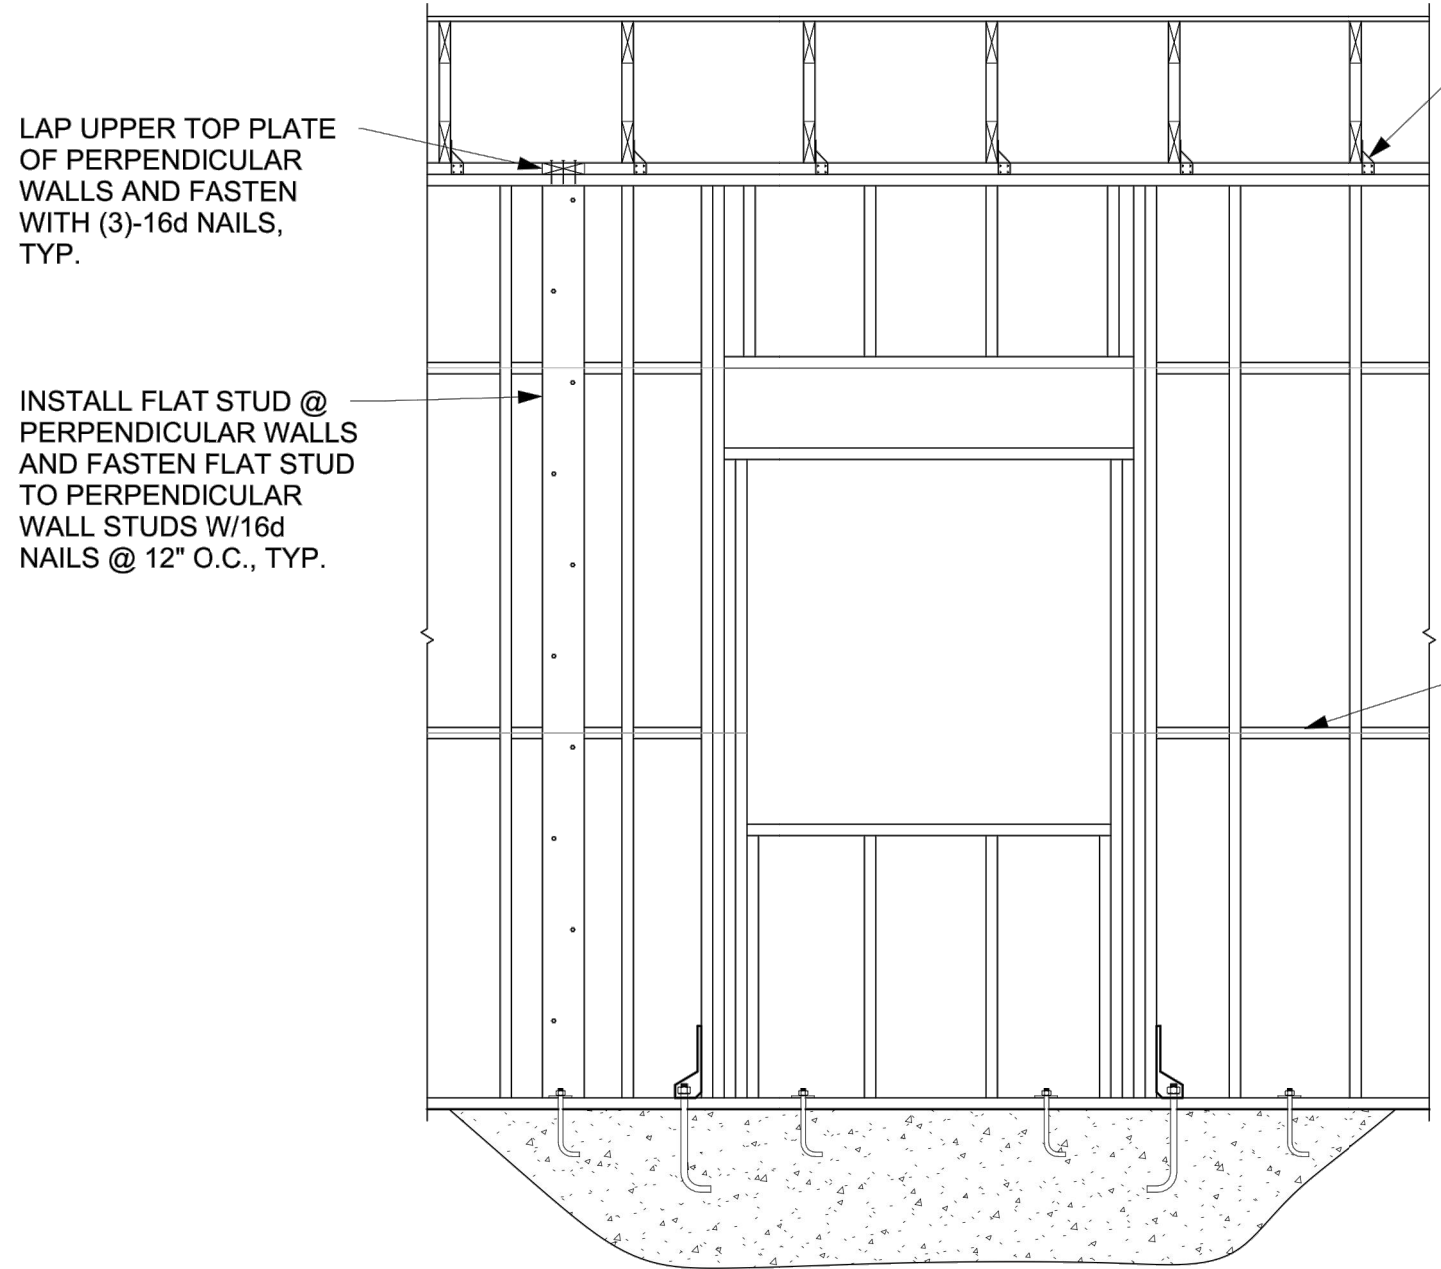 LAP UPPER TOP PLATE
OF PERPENDICULAR
WALLS AND FASTEN
WITH (3)-16d NAILS,
TYP.
INSTALL FLAT STUD @
PERPENDICULAR WALLS
AND FASTEN FLAT STUD
TO PERPENDICULAR
WALL STUDS W/16d
NAILS @ 12" O.C., TYP.